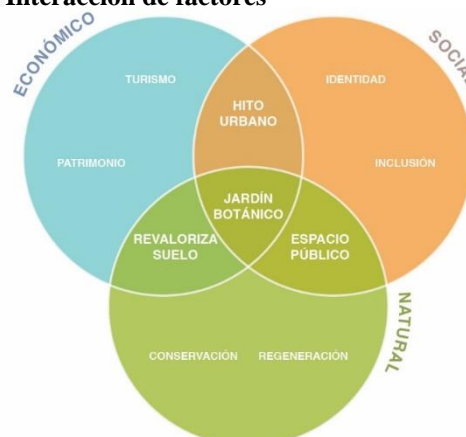 Interacción de factores
ECONÓMICO
SOCIAL
TURISMO
IDENTIDAD
HITO
URBANO
PATRIMONIO
INCLUSIÓN
JARDÍN
BOTÁNICO
REVALORIZA
SUELO
ESPACIO
PÚBLICO
NATURAL
CONSERVACIÓN
REGENERACIÓN